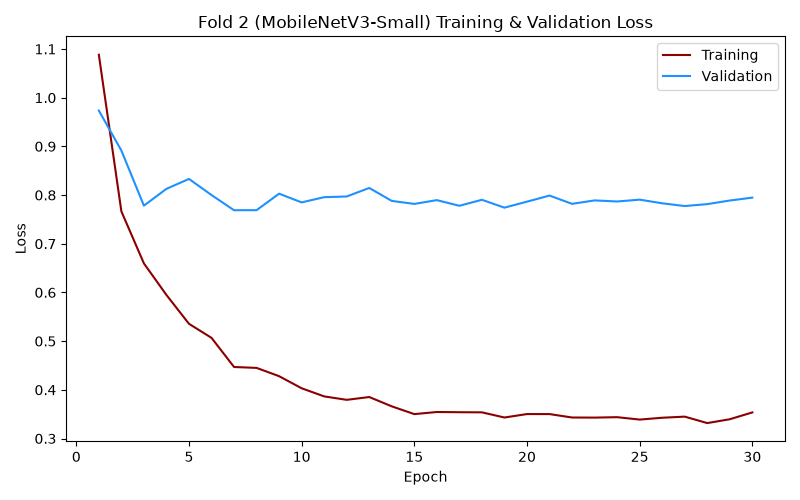 Fold 2 (MobileNetV3-Small) Training & Validation Loss
Training
Validation
1.1
1.0
0.9
0.8
0.7
0.6
0.5
0.4
0.3
Loss
0 5 10 15 20 25 30
Epoch